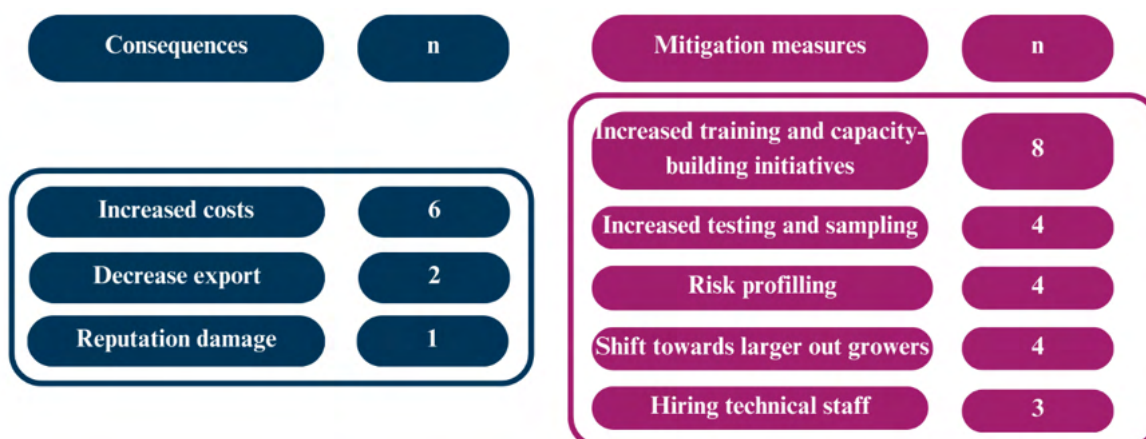 Consequences n
Increased costs 6
Decrease export 2
Reputation damage 1
Mitigation measures n
Increased training and capacity-
building initiatives 8
Increased testing and sampling 4
Risk profilling 4
Shift towards larger out growers 4
Hiring technical staff 3